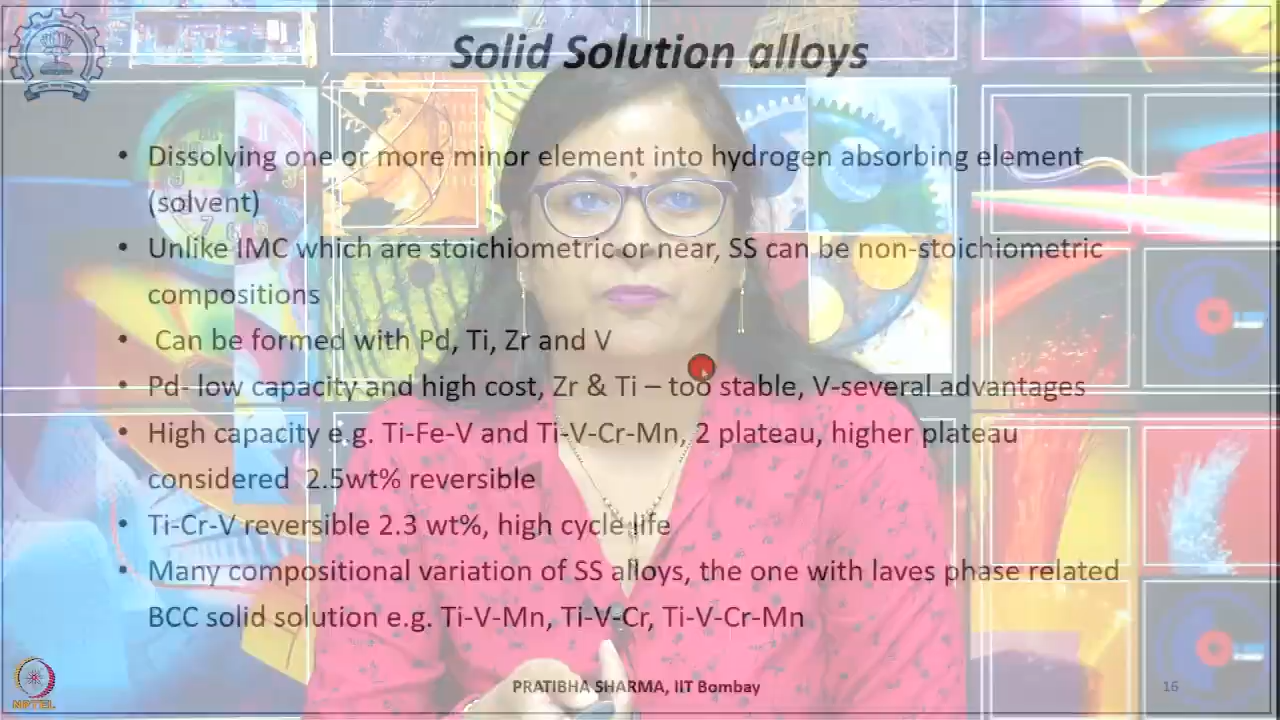 Solid Solution alloys
• Dissolving one or more minor element into hydrogen absorbing element
(solvent)
• Unlike IMC which are stoichiometric or near, SS can be non-stoichiometric
compositions
• Can be formed with Pd, Ti, Zr and V
• Pd- low capacity and high cost, Zr & Ti – too stable, V-several advantages
• High capacity e.g. Ti-Fe-V and Ti-V-Cr-Mn, 2 plateau, higher plateau
considered 2.5wt% reversible
• Ti-Cr-V reversible 2.3 wt%, high cycle life
• Many compositional variation of SS alloys, the one with laves phase related
BCC solid solution e.g. Ti-V-Mn, Ti-V-Cr, Ti-V-Cr-Mn
NPTEL
PRATIBHA SHARMA, IIT Bombay
16